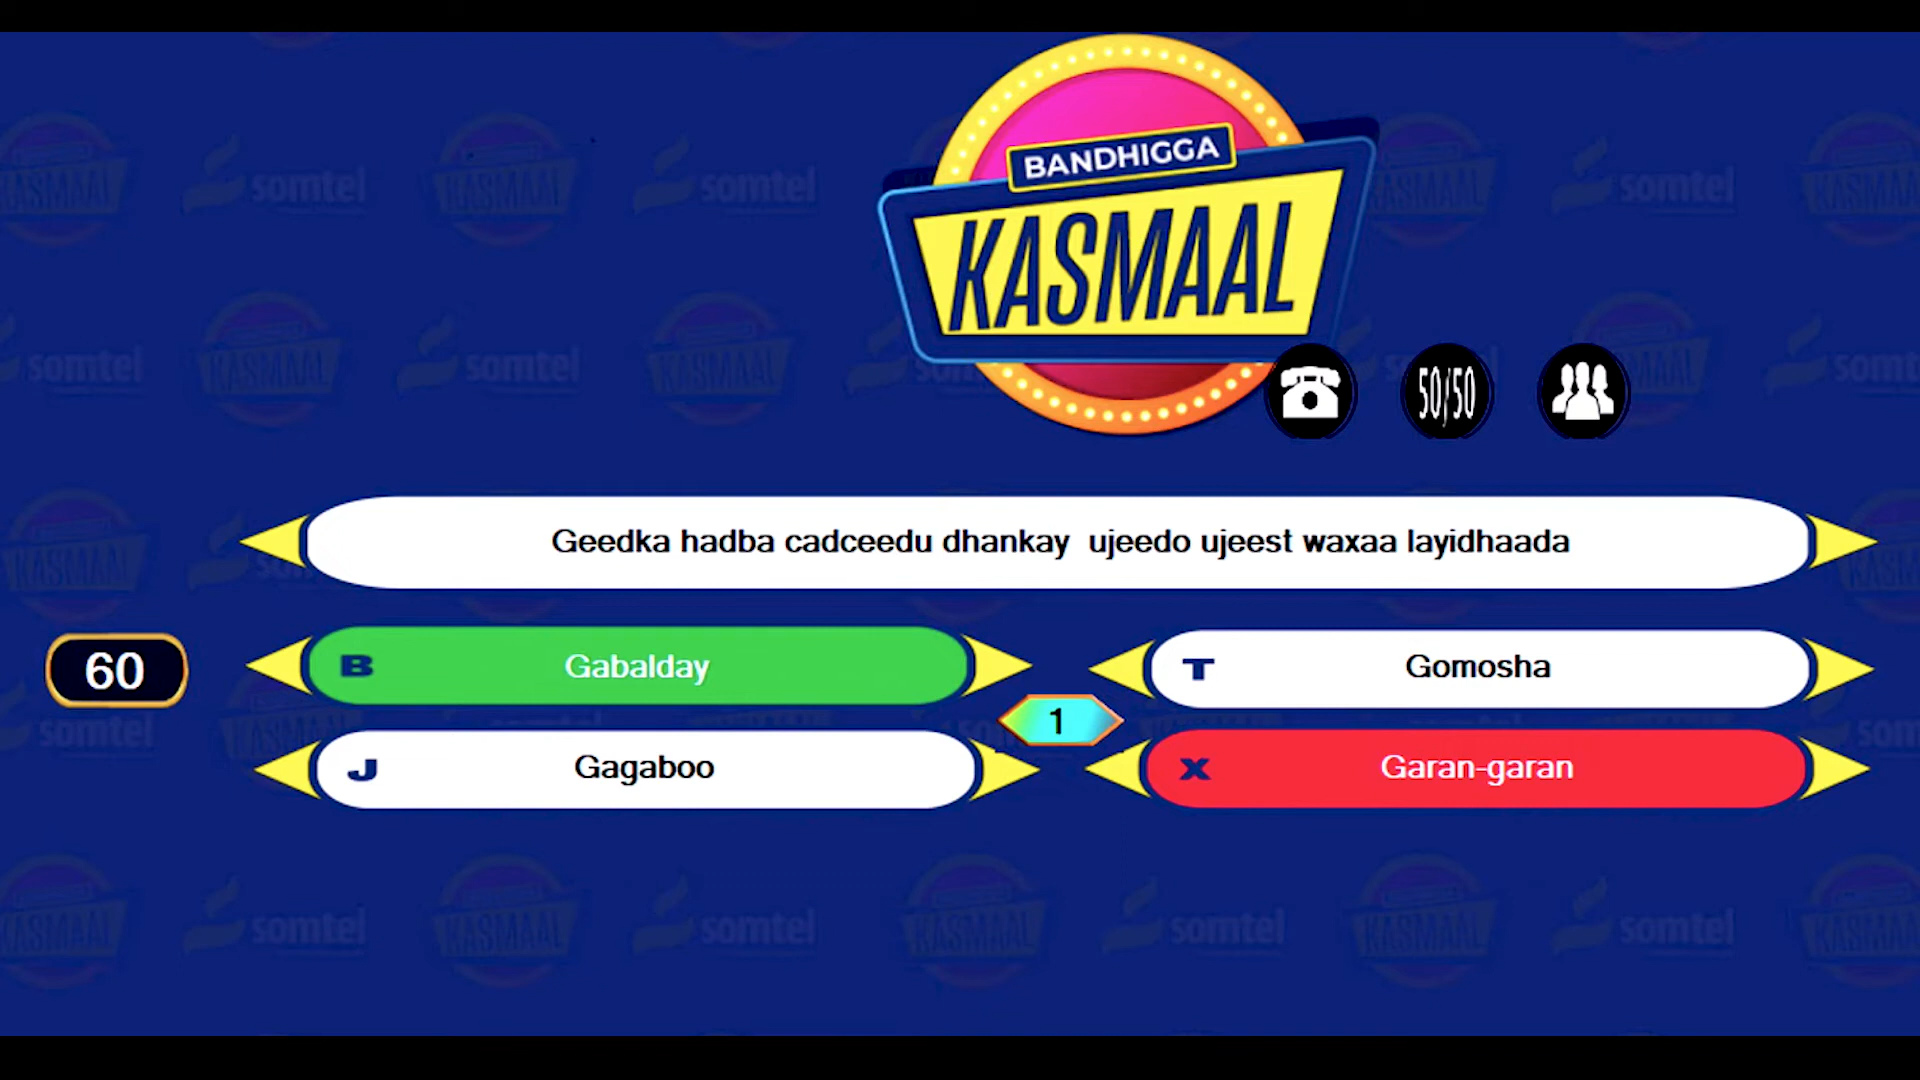 BANDHIGGA
KASMAAL
50/50
Geedka hadba cadceedu dhankay  ujeedo ujeest waxaa layidhaada
60
B Gabalday
T Gomosha
1
J Gagaboo
X Garan-garan
somtel